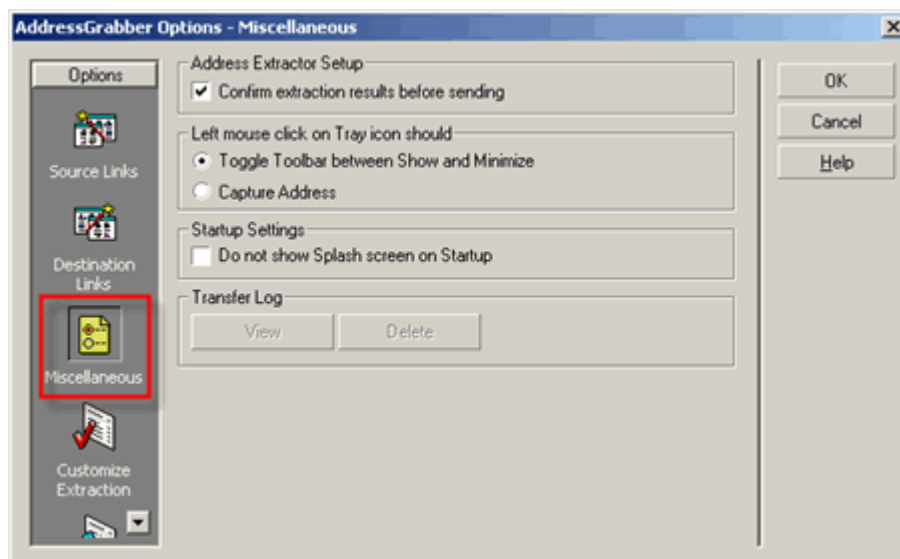 AddressGrabber Options - Miscellaneous
Options
Source Links
Destination
Links
Miscellaneous
Customize
Extraction
Address Extractor Setup
Confirm extraction results before sending
Left mouse click on Tray icon should
Toggle Toolbar between Show and Minimize
Capture Address
Startup Settings
Do not show Splash screen on Startup
Transfer Log
View
Delete
OK
Cancel
Help